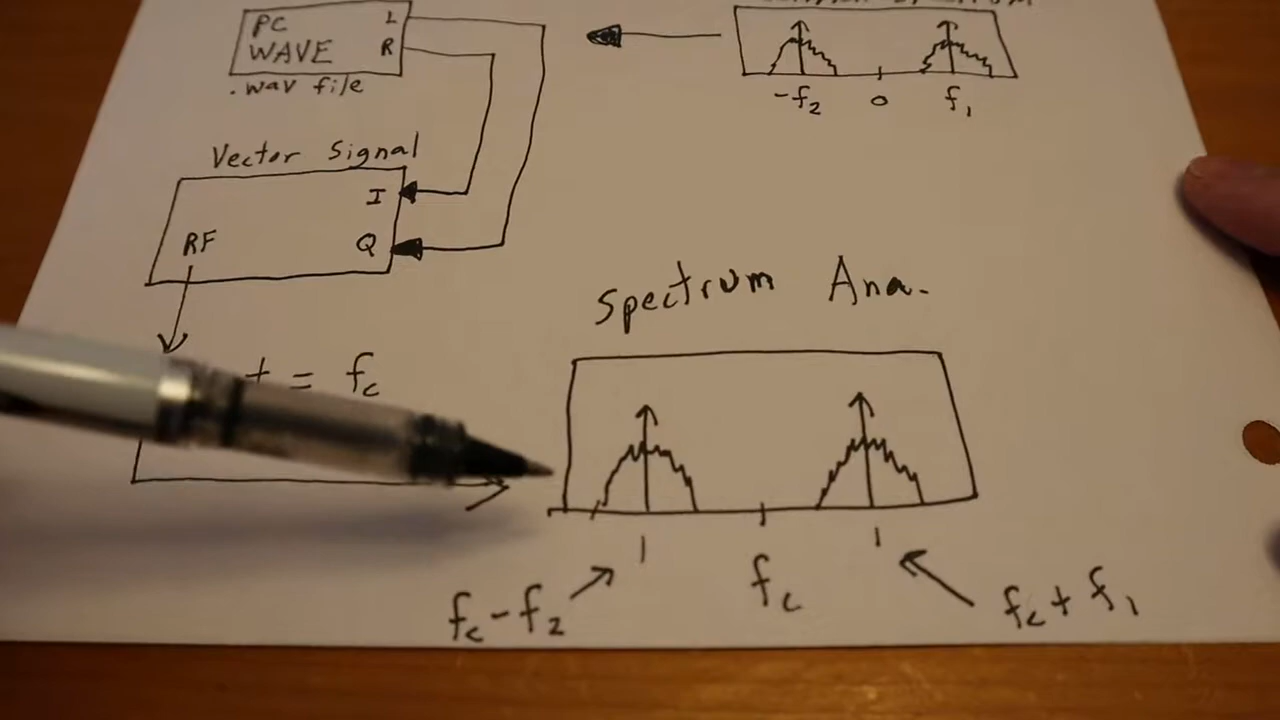 PC L
WAVE R
.wav file
-f₂ 0 f₁
Vector Signal
I
RF Q
Spectrum Ana.
= fc
fc-f₂ fc fc+f₁